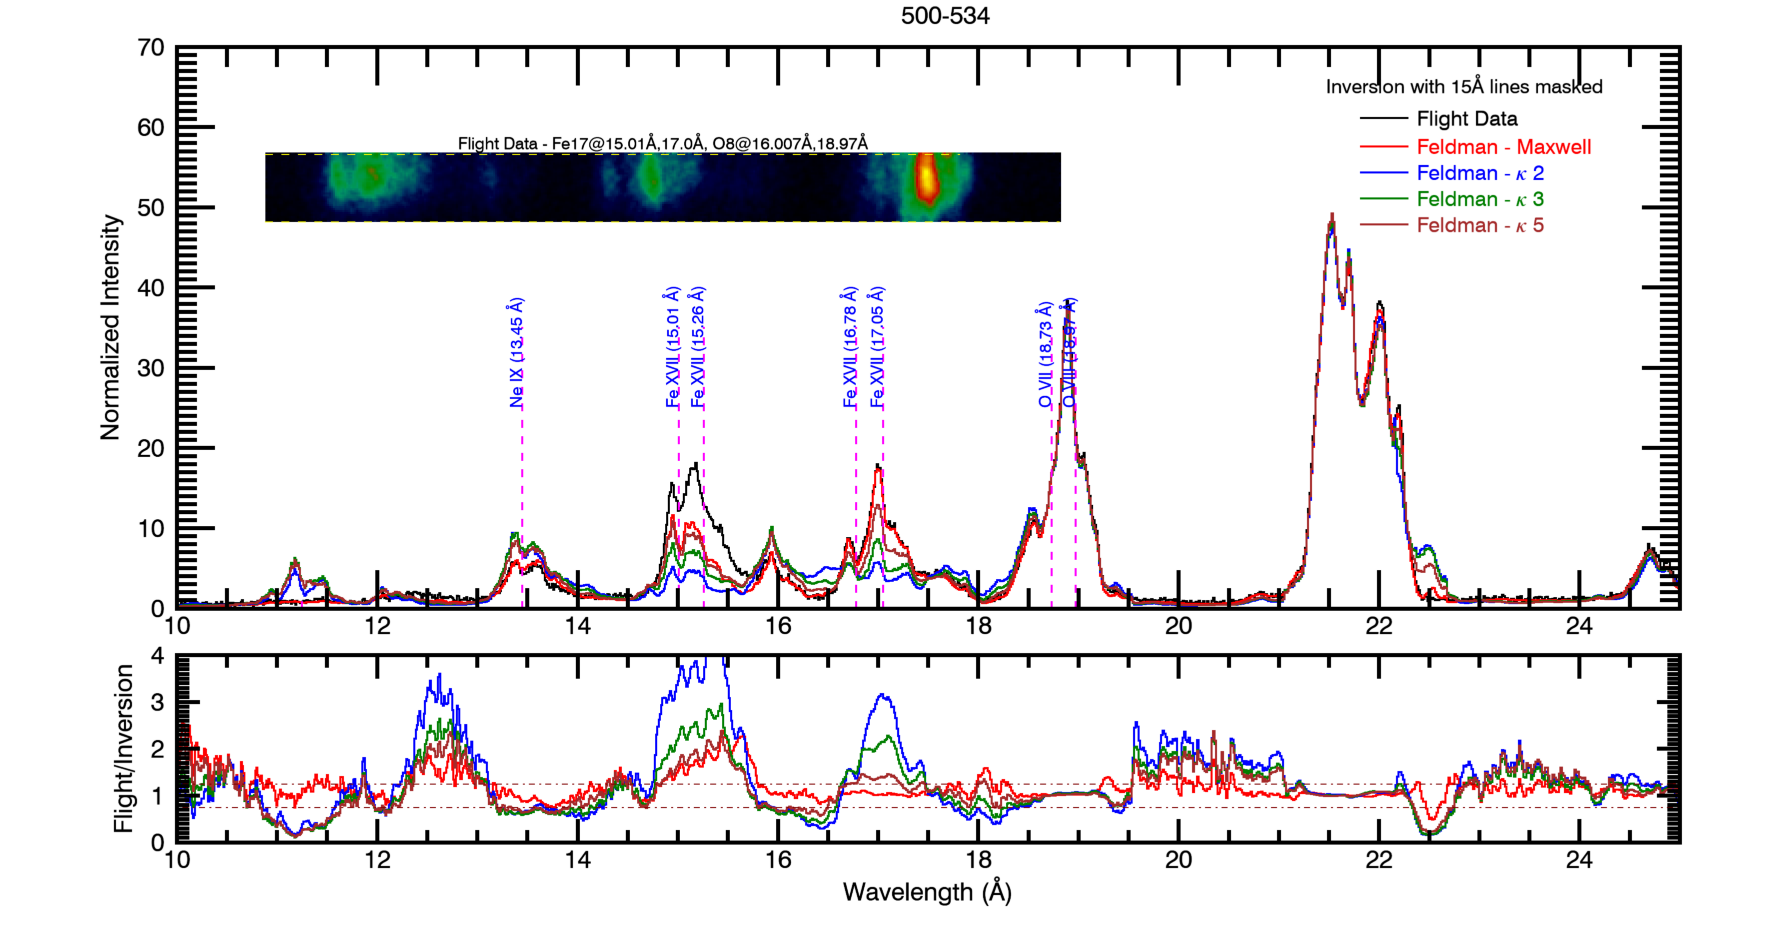 500-534
70
60
50
40
30
20
10
0
Normalized Intensity
Inversion with 15Å lines masked
Flight Data
Feldman - Maxwell
Feldman - κ 2
Feldman - κ 3
Feldman - κ 5
Flight Data - Fe17@15.01Å,17.0Å, O8@16.007Å,18.97Å
Ne IX (13.45 Å)
Fe XVII (15.01 Å)
Fe XVII (15.26 Å)
Fe XVII (16.78 Å)
Fe XVII (17.05 Å)
O VII (18.73 Å)
O VIII (18.97 Å)
10 12 14 16 18 20 22 24
4
3
2
1
0
Flight/Inversion
10 12 14 16 18 20 22 24
Wavelength (Å)